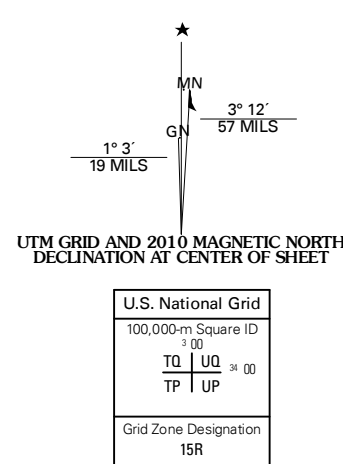 ★
MN
3° 12´
57 MILS
GN
1° 3´
19 MILS
UTM GRID AND 2010 MAGNETIC NORTH
DECLINATION AT CENTER OF SHEET
U.S. National Grid
100,000-m Square ID
3 00
TQ UQ 34 00
TP UP
Grid Zone Designation
15R